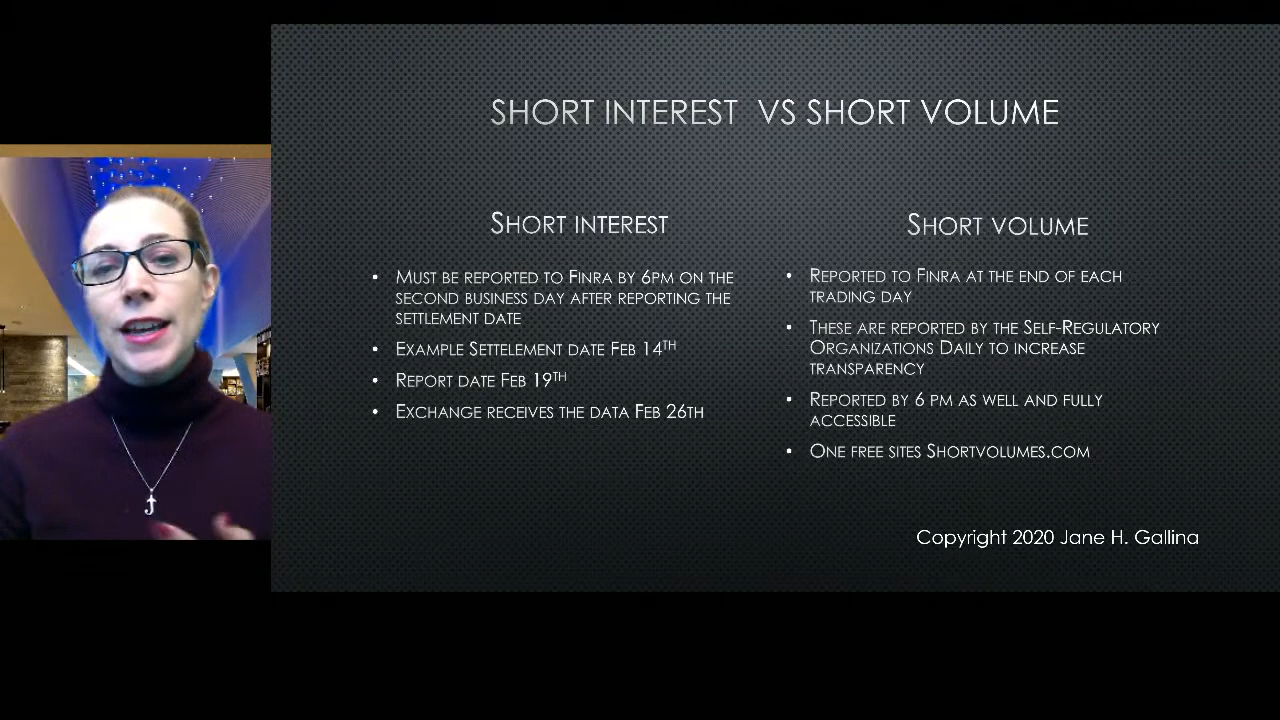 SHORT INTEREST VS SHORT VOLUME
SHORT INTEREST
• MUST BE REPORTED TO FINRA BY 6PM ON THE
SECOND BUSINESS DAY AFTER REPORTING THE
SETTLEMENT DATE
• EXAMPLE SETTELEMENT DATE FEB 14TH
• REPORT DATE FEB 19TH
• EXCHANGE RECEIVES THE DATA FEB 26TH
SHORT VOLUME
• REPORTED TO FINRA AT THE END OF EACH
TRADING DAY
• THESE ARE REPORTED BY THE SELF-REGULATORY
ORGANIZATIONS DAILY TO INCREASE
TRANSPARENCY
• REPORTED BY 6 PM AS WELL AND FULLY
ACCESSIBLE
• ONE FREE SITES SHORTVOLUMES.COM
Copyright 2020 Jane H. Gallina
J